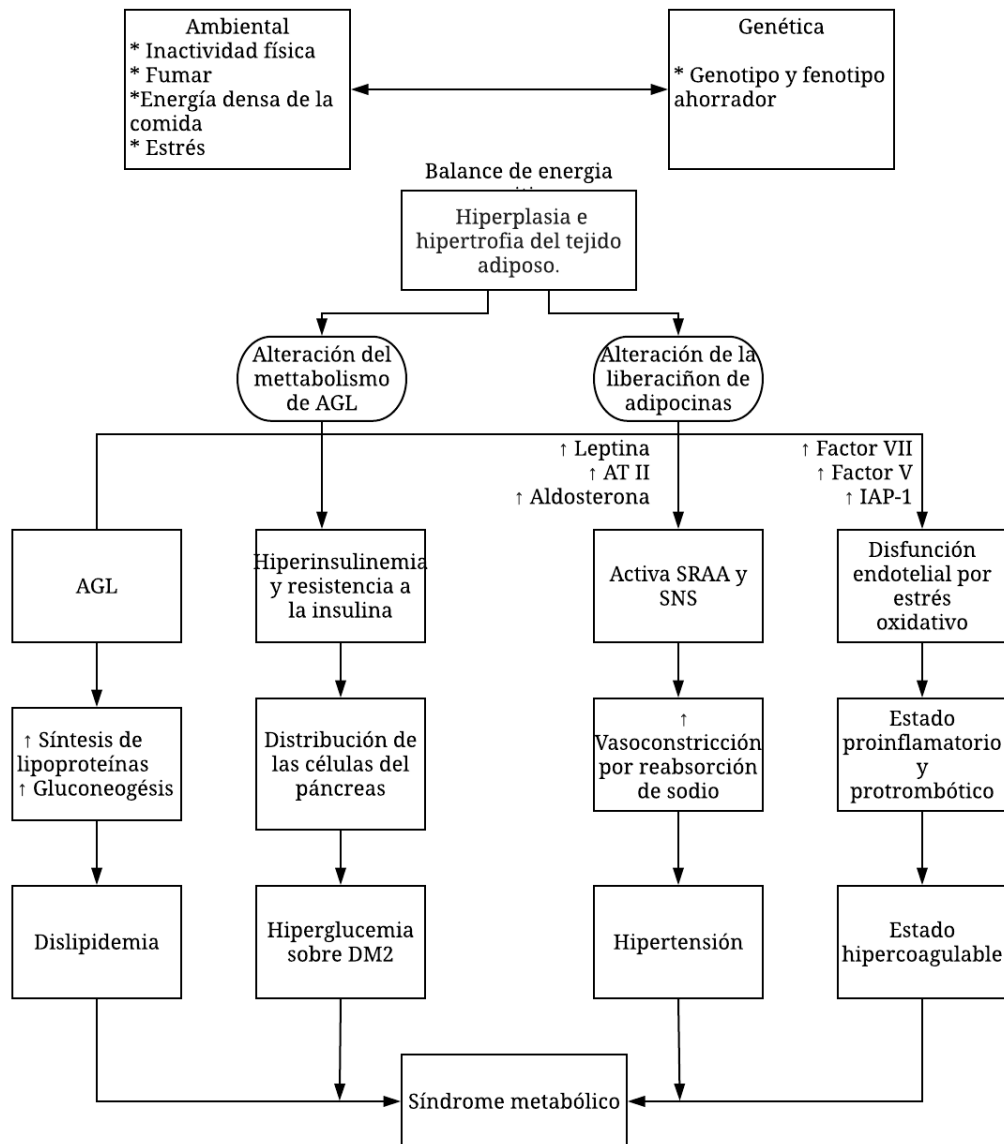 Ambiental
* Inactividad física
* Fumar
*Energía densa de la
comida
* Estrés
Genética
* Genotipo y fenotipo
ahorrador
Balance de energia
Hiperplasia e
hipertrofia del tejido
adiposo.
Alteración del
mettabolismo
de AGL
Alteración de la
liberaciñon de
adipocinas
↑ Leptina
↑ AT II
↑ Aldosterona
↑ Factor VII
↑ Factor V
↑ IAP-1
AGL
Hiperinsulinemia
y resistencia a
la insulina
Activa SRAA y
SNS
Disfunción
endotelial por
estrés
oxidativo
↑ Síntesis de
lipoproteínas
↑ Gluconeogésis
Distribución de
las células del
páncreas
↑
Vasoconstricción
por reabsorción
de sodio
Estado
proinflamatorio
y
protrombótico
Dislipidemia
Hiperglucemia
sobre DM2
Hipertensión
Estado
hipercoagulable
Síndrome metabólico